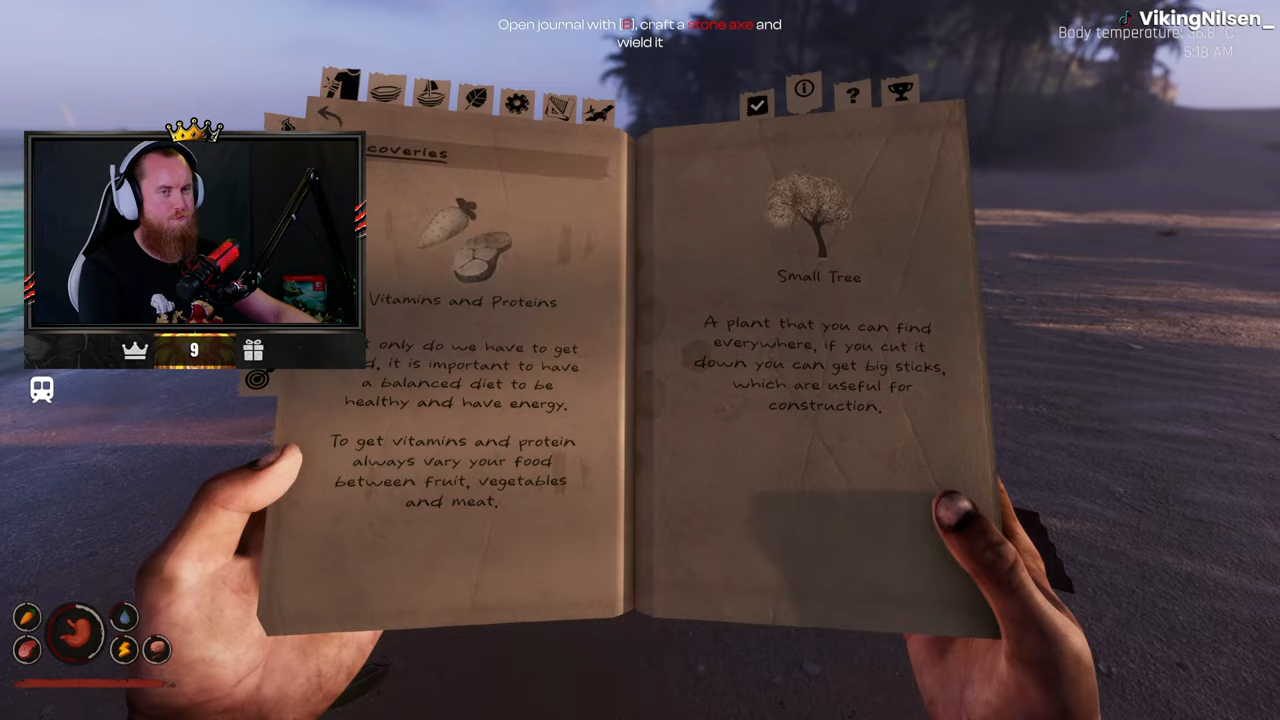 Open journal with [B], craft a stone axe and
wield it
VikingNilsen_
Body temperature: 36.8° C
5:18 AM
coveries
Vitamins and Proteins
only do we have to get
it is important to have
a balanced diet to be
healthy and have energy.
To get vitamins and protein
always vary your food
between fruit, vegetables
and meat.
Small Tree
A plant that you can find
everywhere, if you cut it
down you can get big sticks,
which are useful for
construction.
9